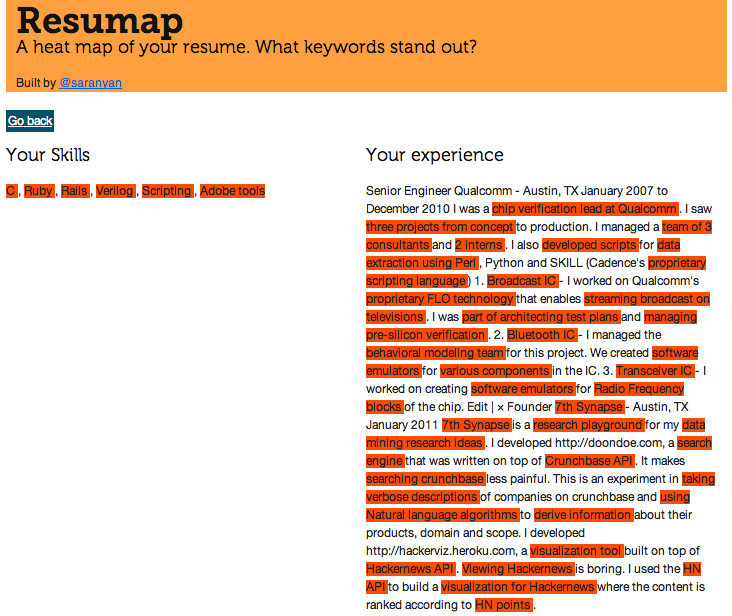 Resumap
A heat map of your resume. What keywords stand out?
Built by @saranyan
Go back
Your Skills
C , Ruby , Rails , Verilog , Scripting , Adobe tools
Your experience
Senior Engineer Qualcomm - Austin, TX January 2007 to
December 2010 I was a chip verification lead at Qualcomm . I saw
three projects from concept to production. I managed a team of 3
consultants and 2 interns . I also developed scripts for data
extraction using Perl , Python and SKILL (Cadence's proprietary
scripting language ) 1. Broadcast IC - I worked on Qualcomm's
proprietary FLO technology that enables streaming broadcast on
televisions . I was part of architecting test plans and managing
pre-silicon verification . 2. Bluetooth IC - I managed the
behavioral modeling team for this project. We created software
emulators for various components in the IC. 3. Transceiver IC - I
worked on creating software emulators for Radio Frequency
blocks of the chip. Edit | × Founder 7th Synapse - Austin, TX
January 2011 7th Synapse is a research playground for my data
mining research ideas . I developed http://doondoe.com, a search
engine that was written on top of Crunchbase API . It makes
searching crunchbase less painful. This is an experiment in taking
verbose descriptions of companies on crunchbase and using
Natural language algorithms to derive information about their
products, domain and scope. I developed
http://hackerviz.heroku.com, a visualization tool built on top of
Hackernews API . Viewing Hackernews is boring. I used the HN
API to build a visualization for Hackernews where the content is
ranked according to HN points .